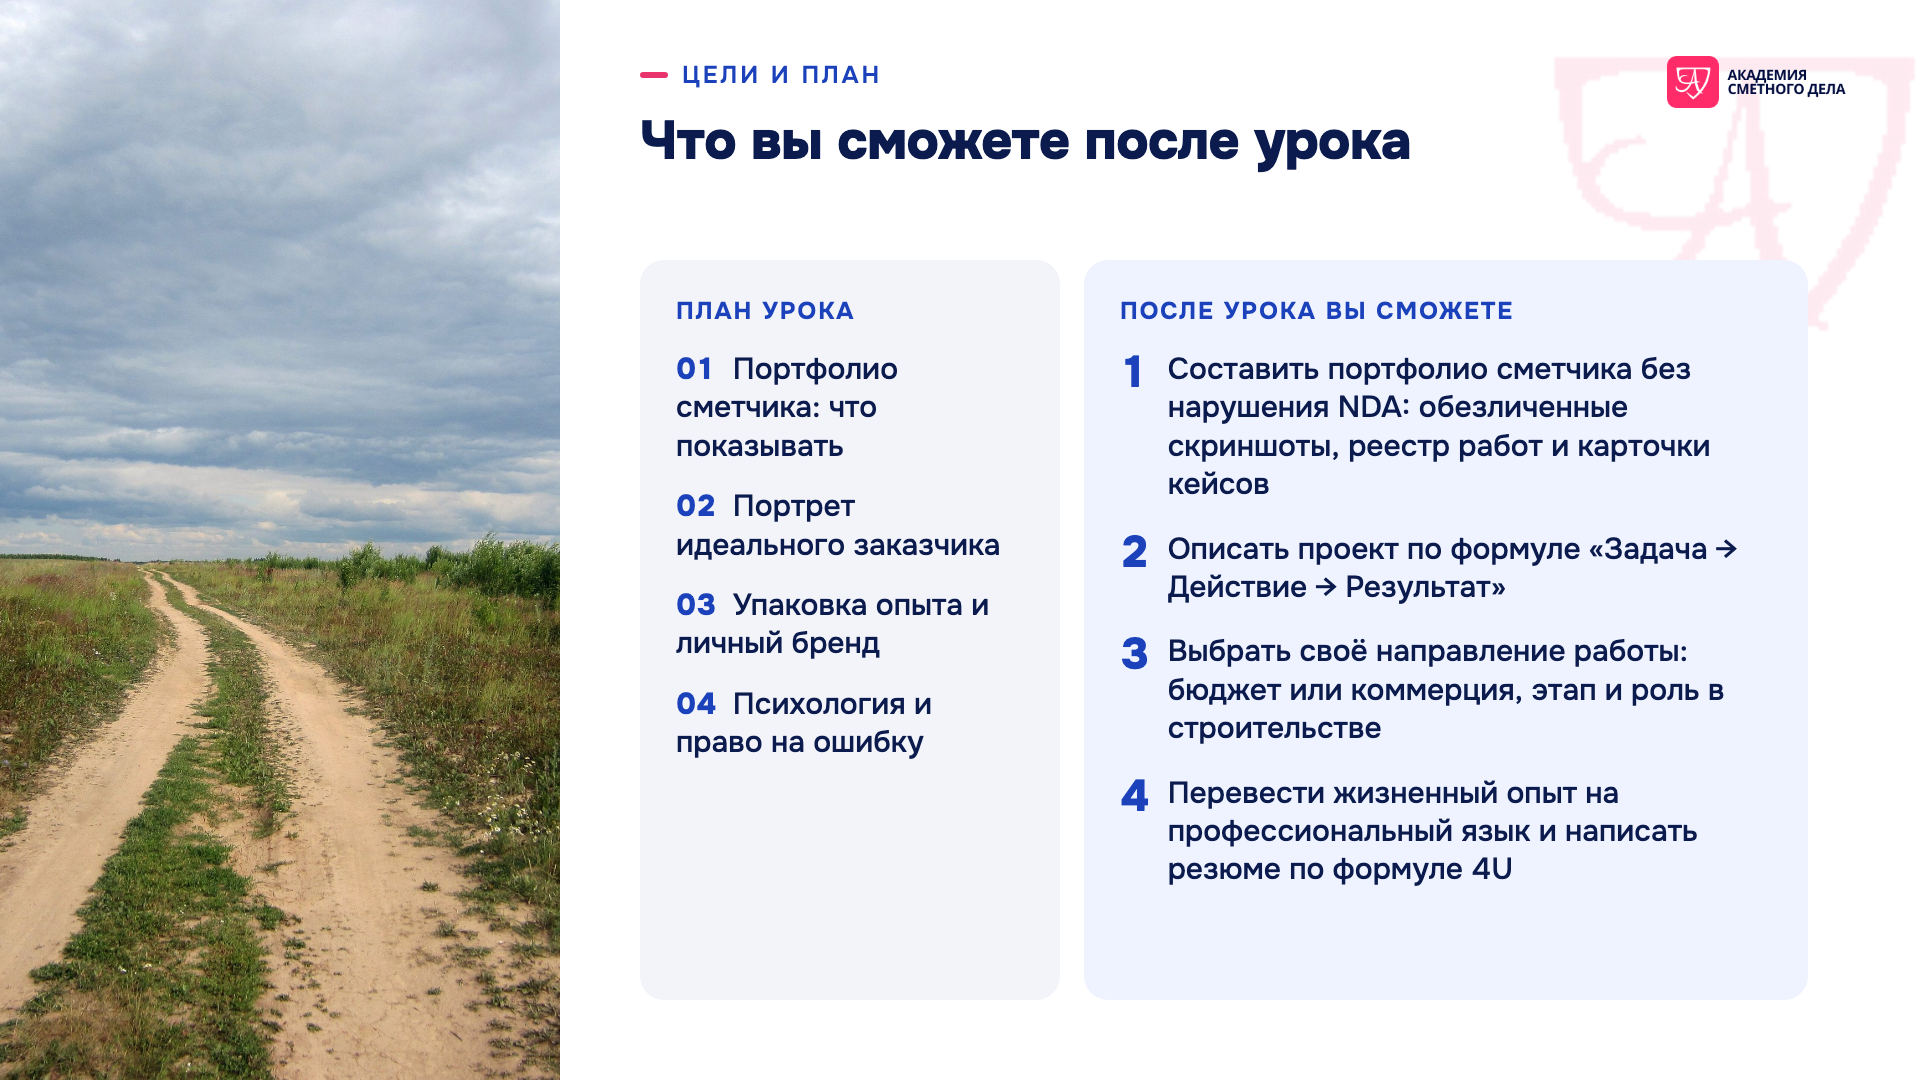 ЦЕЛИ И ПЛАН
АКАДЕМИЯ
СМЕТНОГО ДЕЛА
Что вы сможете после урока
ПЛАН УРОКА
01 Портфолио
сметчика: что
показывать
02 Портрет
идеального заказчика
03 Упаковка опыта и
личный бренд
04 Психология и
право на ошибку
ПОСЛЕ УРОКА ВЫ СМОЖЕТЕ
1 Составить портфолио сметчика без
нарушения NDA: обезличенные
скриншоты, реестр работ и карточки
кейсов
2 Описать проект по формуле «Задача →
Действие → Результат»
3 Выбрать своё направление работы:
бюджет или коммерция, этап и роль в
строительстве
4 Перевести жизненный опыт на
профессиональный язык и написать
резюме по формуле 4U